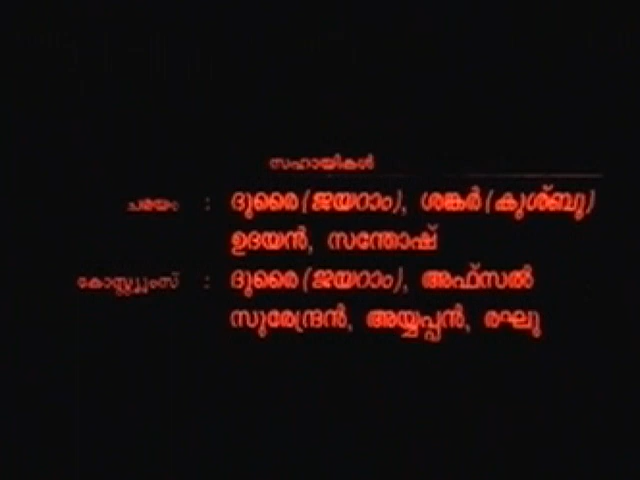 സഹായികൾ
ചമയം : ദുരൈ (ജയറാം), ശങ്കർ (കുശ്ബു)
ഉദയൻ, സന്തോഷ്
കോസ്റ്റ്യൂംസ് : ദുരൈ (ജയറാം), അഫ്സൽ
സുരേന്ദ്രൻ, അയ്യപ്പൻ, രഘു